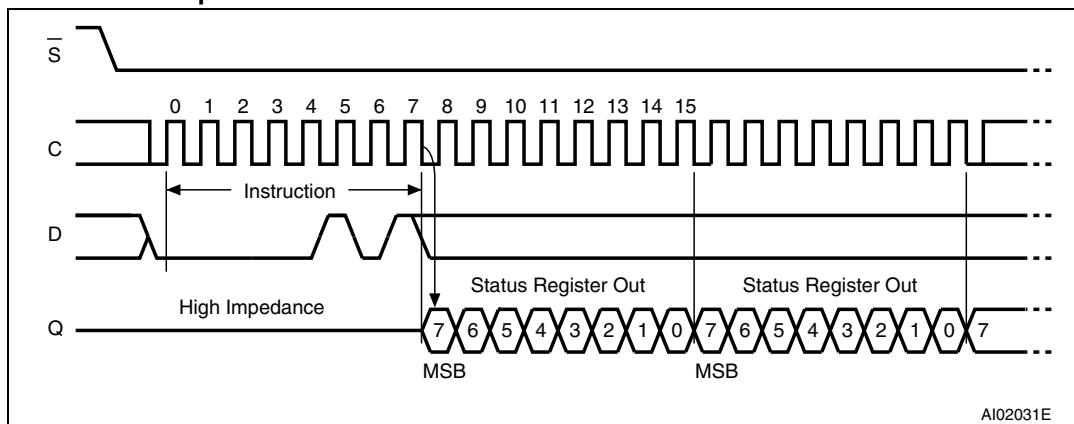 S
0 1 2 3 4 5 6 7 8 9 10 11 12 13 14 15
C
Instruction
D
Status Register Out Status Register Out
High Impedance
Q 7 6 5 4 3 2 1 0 7 6 5 4 3 2 1 0 7
MSB MSB
AI02031E